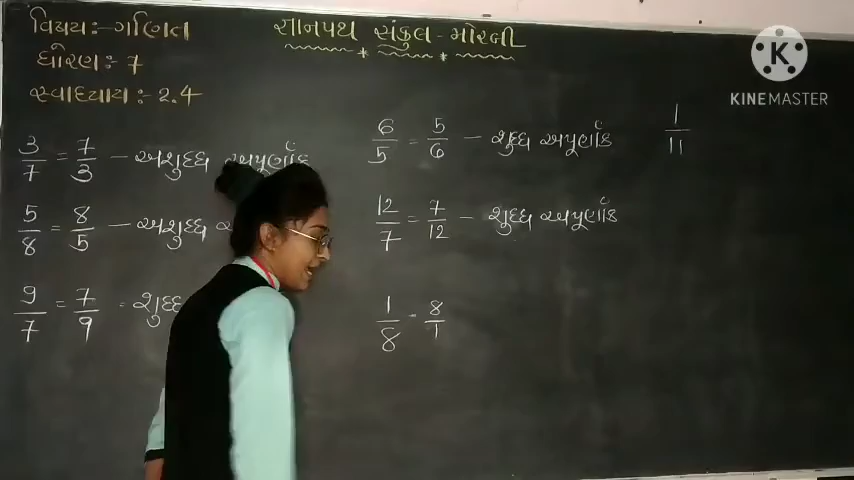 વિષય:- ગણિત
જ્ઞાનપથ સંકુલ - મોરબી
ધોરણ:- 7
સ્વાધ્યાય:- 2.4
3/7 = 7/3 - અશુદ્ધ અપૂર્ણાંક
5/8 = 8/5 - અશુદ્ધ
9/7 = 7/9 - શુદ્ધ
6/5 = 5/6 - શુદ્ધ અપૂર્ણાંક
12/7 = 7/12 - શુદ્ધ અપૂર્ણાંક
1/8 = 8/1
1/11
K
KINEMASTER